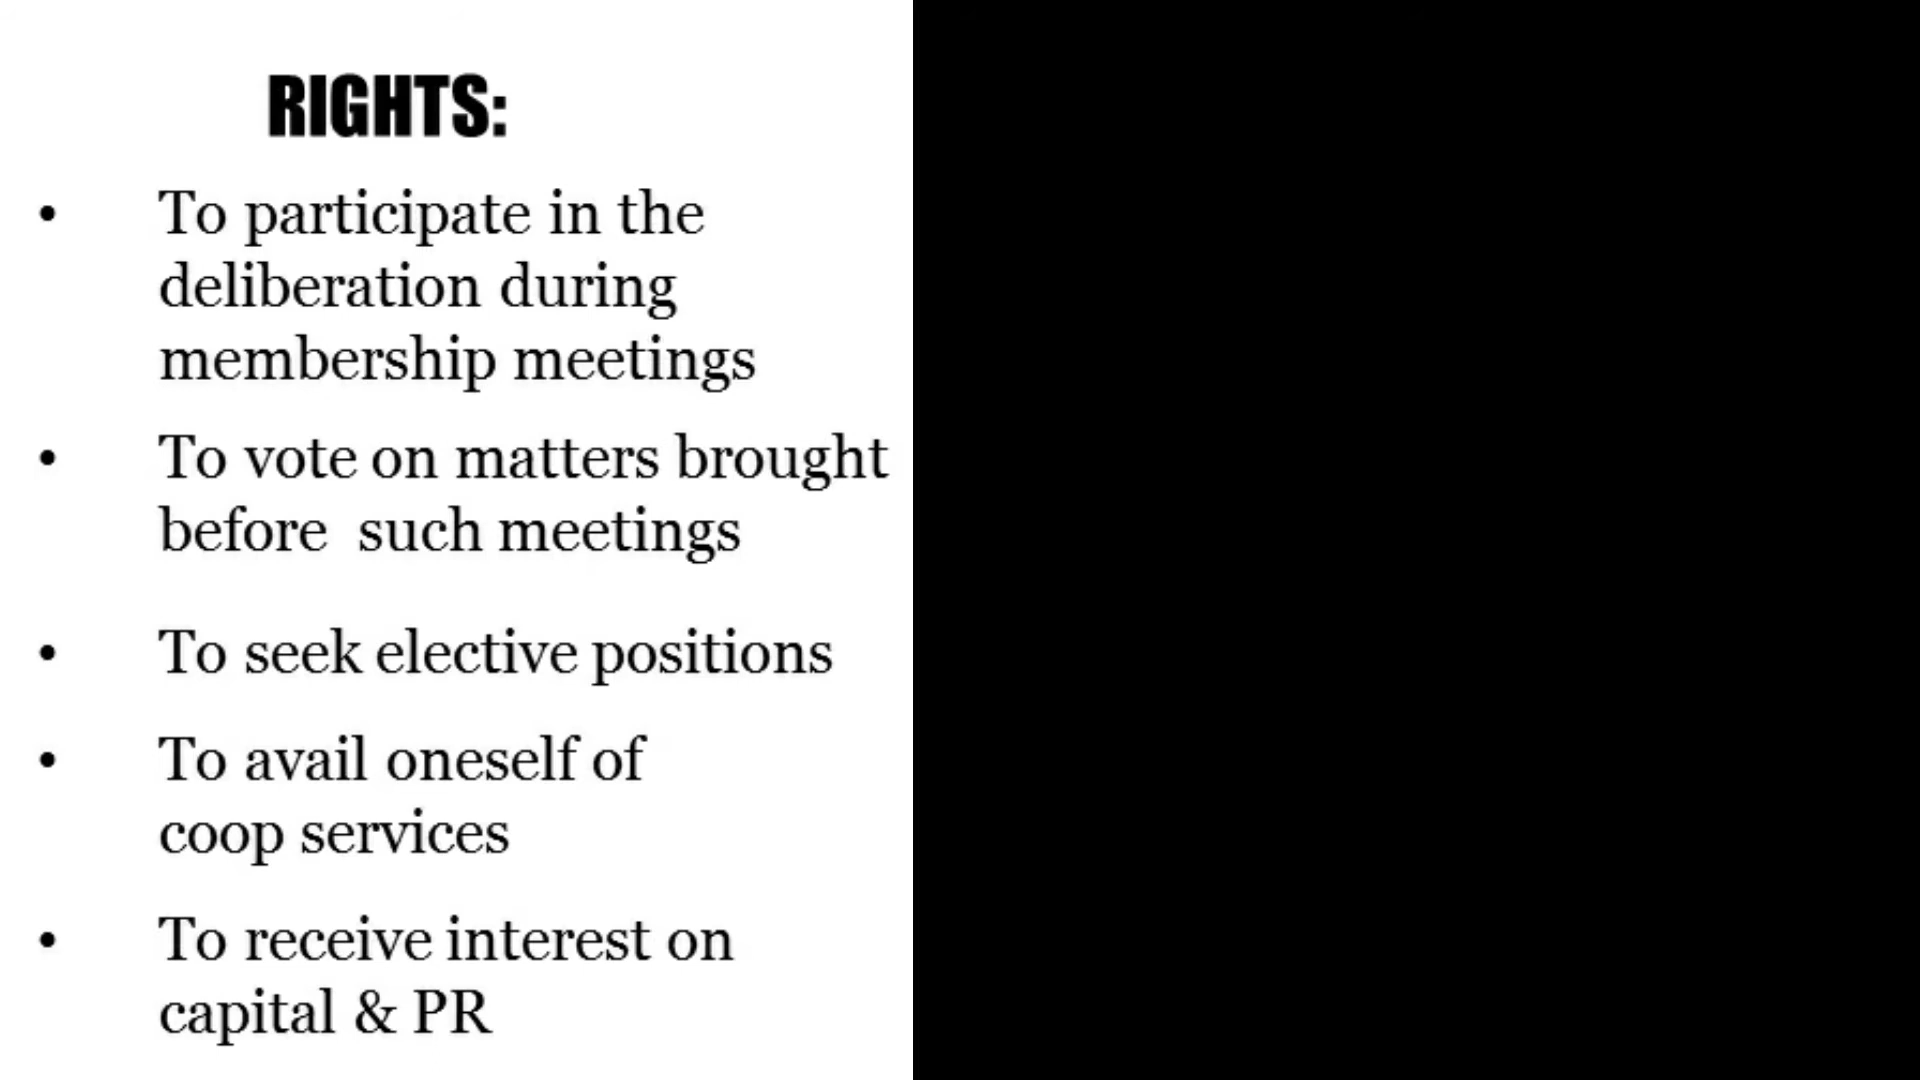 RIGHTS:
• To participate in the
deliberation during
membership meetings
• To vote on matters brought
before  such meetings
• To seek elective positions
• To avail oneself of
coop services
• To receive interest on
capital & PR